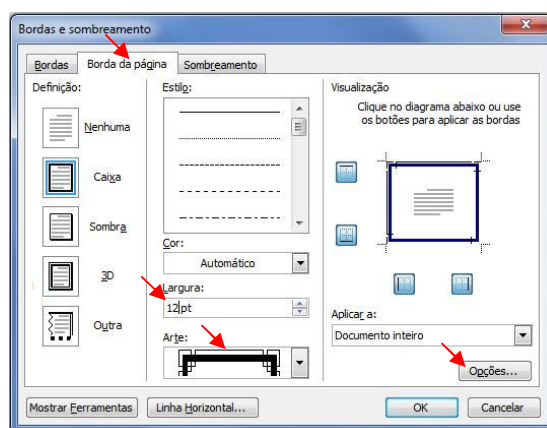 Bordas e sombreamento
Bordas
Borda da página
Sombreamento
Definição:
Nenhuma
Caixa
Sombra
3D
Outra
Estilo:
Cor:
Automático
Largura:
12 pt
Arte:
Visualização
Clique no diagrama abaixo ou use
os botões para aplicar as bordas
Aplicar a:
Documento inteiro
Opções...
Mostrar Ferramentas
Linha Horizontal...
OK
Cancelar